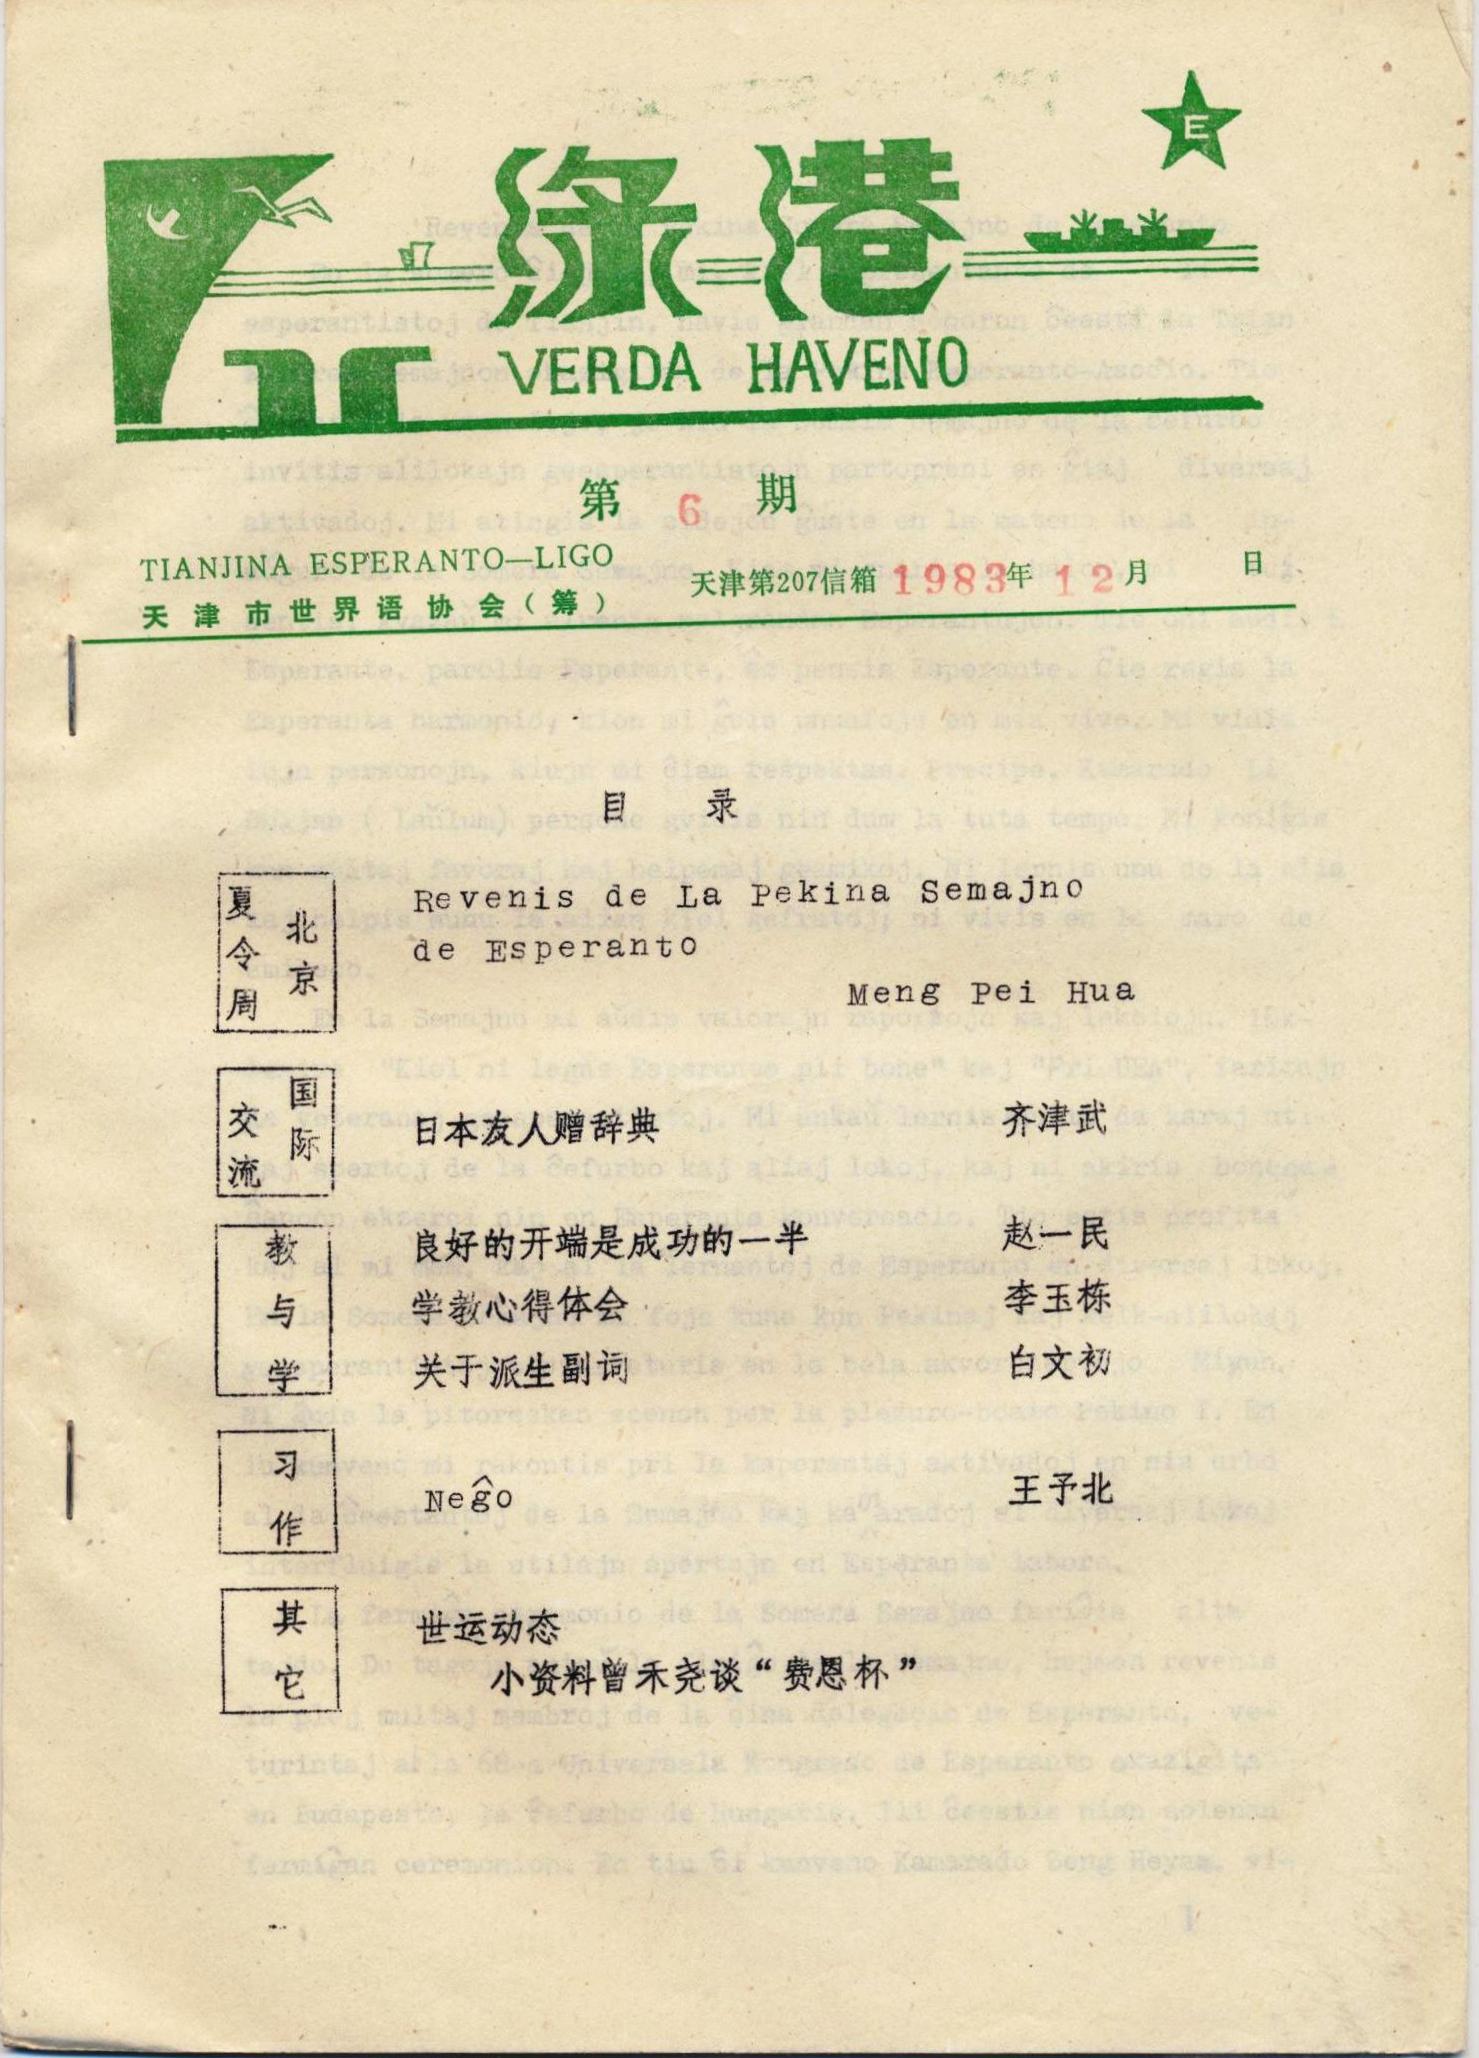 E
绿港
VERDA HAVENO
第 6 期
TIANJINA ESPERANTO—LIGO
天津市世界语协会（筹）
天津第207信箱 1983年 12月 日
目 录
北京
夏令周
Revenis de La Pekina Semajno
de Esperanto
Meng Pei Hua
国际
交流
日本友人赠辞典 齐津武
教与学
良好的开端是成功的一半 赵一民
学教心得体会 李玉栋
关于派生副词 白文初
习作
Neĝo 王予北
其它
世运动态
小资料曾禾尧谈“费恩杯”